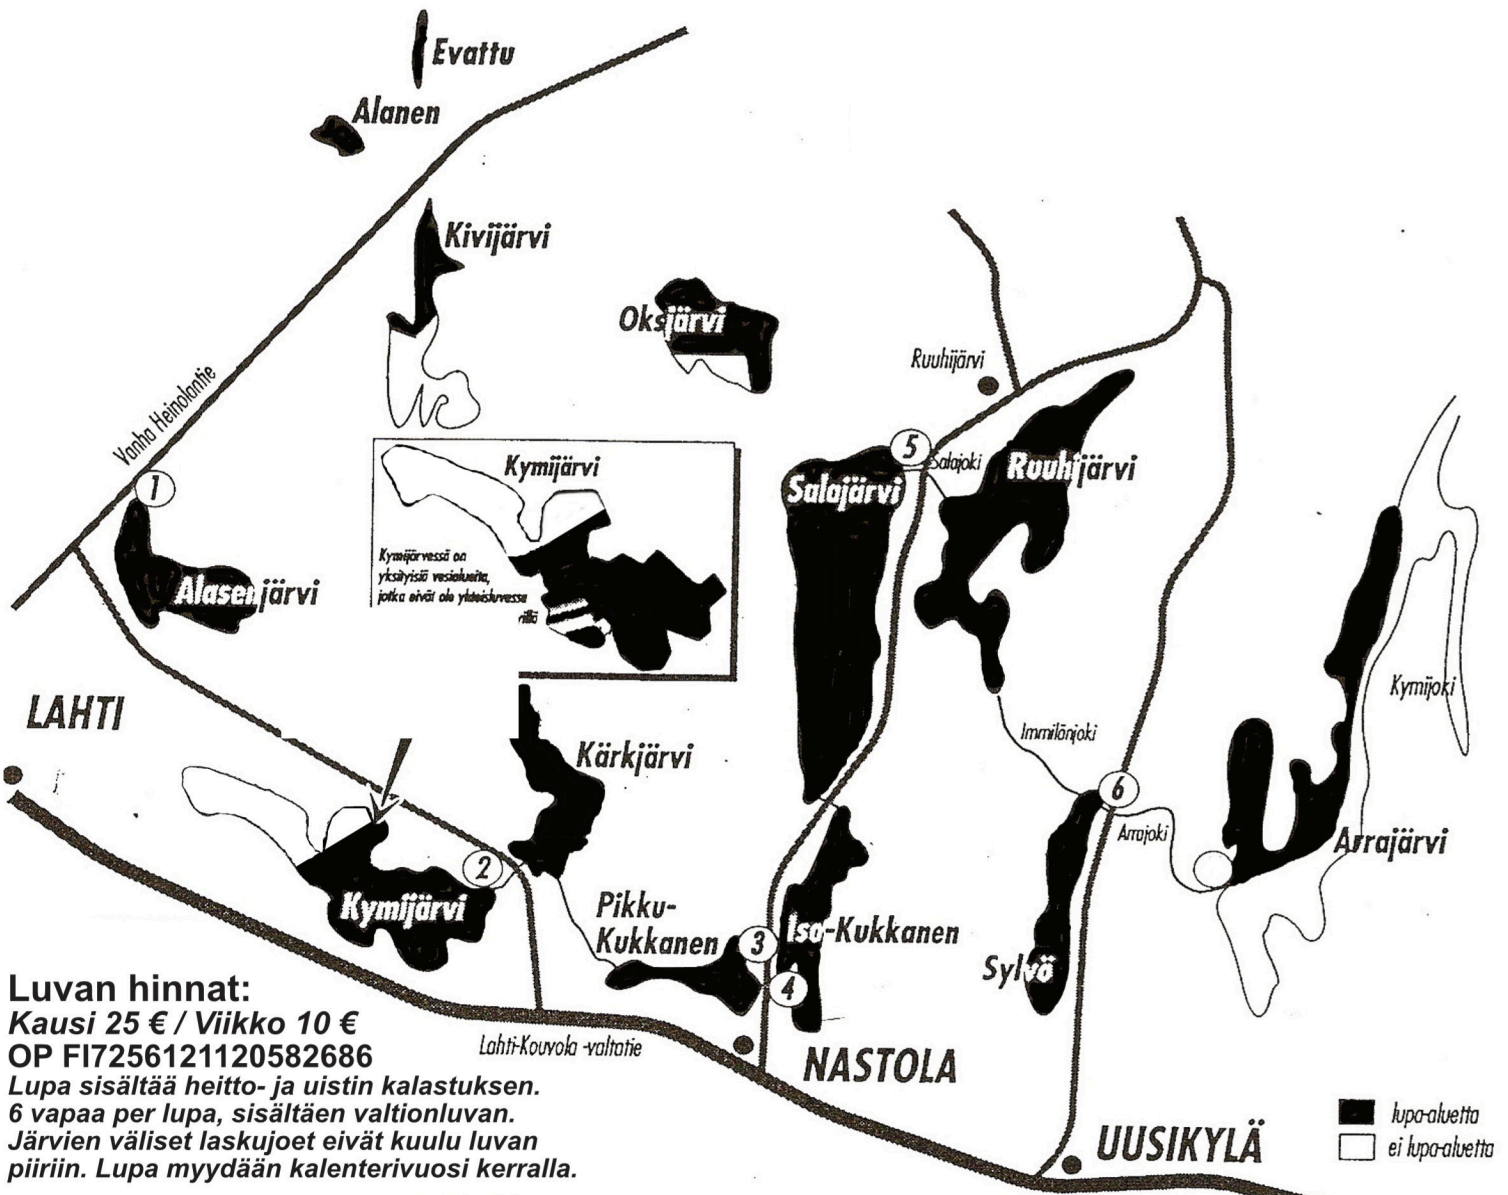 Evattu
Alanen
Kivijärvi
Oksjärvi
Ruuhijärvi
Vanha Heinolantie
1
Kymijärvi
Kymijärvessä on
yksityisiä vesialueita,
jotka eivät ole yhteisluvassa
5
Salajoki
Ruuhijärvi
Salajärvi
Alasenjärvi
LAHTI
Kymijoki
Immilänjoki
Kärkjärvi
6
Arrajoki
Arrajärvi
2
Kymijärvi
Pikku-
Kukkanen
3
Iso-Kukkanen
4
Sylvö
Luvan hinnat:
Kausi 25 € / Viikko 10 €
OP FI7256121120582686
Lupa sisältää heitto- ja uistin kalastuksen.
6 vapaa per lupa, sisältäen valtionluvan.
Järvien väliset laskujoet eivät kuulu luvan
piiriin. Lupa myydään kalenterivuosi kerralla.
Lahti-Kouvola -valtatie
NASTOLA
UUSIKYLÄ
lupa-aluetta
ei lupa-aluetta